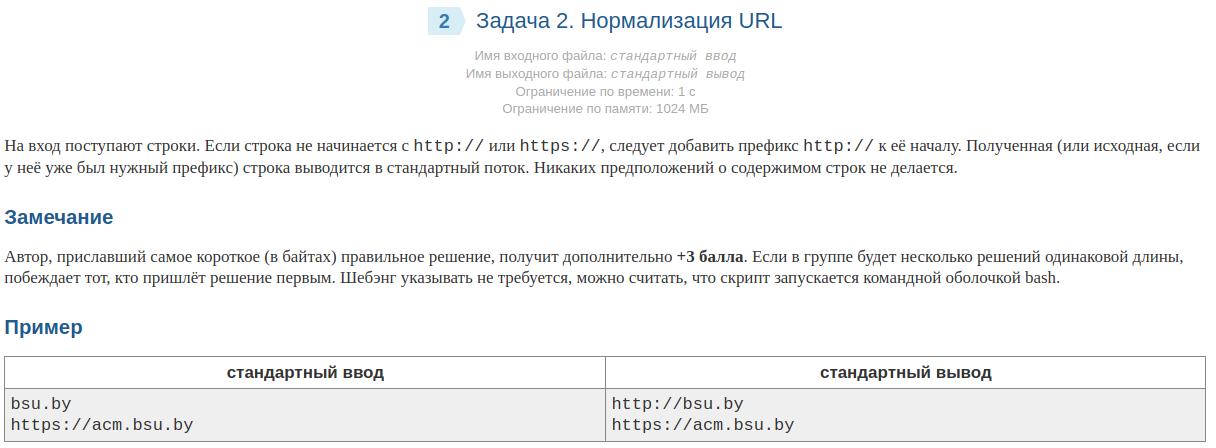 2 Задача 2. Нормализация URL
Имя входного файла: стандартный ввод
Имя выходного файла: стандартный вывод
Ограничение по времени: 1 с
Ограничение по памяти: 1024 МБ
На вход поступают строки. Если строка не начинается с http:// или https://, следует добавить префикс http:// к её началу. Полученная (или исходная, если
у неё уже был нужный префикс) строка выводится в стандартный поток. Никаких предположений о содержимом строк не делается.
Замечание
Автор, приславший самое короткое (в байтах) правильное решение, получит дополнительно +3 балла. Если в группе будет несколько решений одинаковой длины,
побеждает тот, кто пришлёт решение первым. Шебэнг указывать не требуется, можно считать, что скрипт запускается командной оболочкой bash.
Пример
стандартный ввод стандартный вывод
bsu.by http://bsu.by
https://acm.bsu.by https://acm.bsu.by